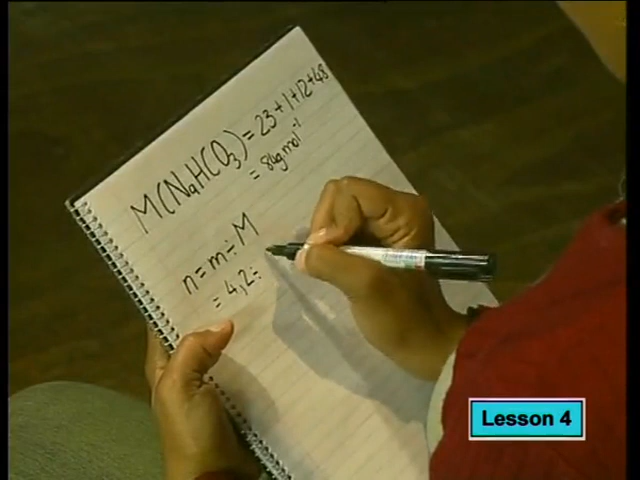 M(NaHCO₃) = 23+1+12+48
= 84g mol⁻¹
n = m ÷ M
= 4,2 ÷
Lesson 4